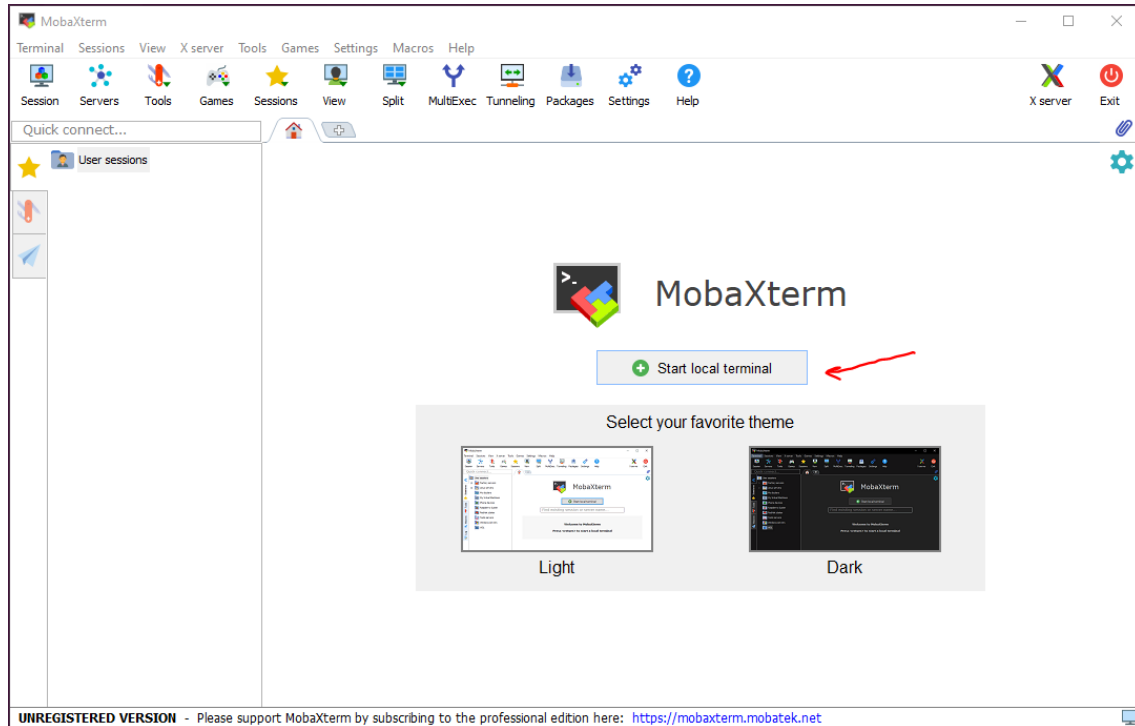 MobaXterm
Terminal Sessions View X server Tools Games Settings Macros Help
Session Servers Tools Games Sessions View Split MultiExec Tunneling Packages Settings Help X server Exit
Quick connect...
User sessions
>_
MobaXterm
Start local terminal
Select your favorite theme
MobaXterm
MobaXterm
Light Dark
UNREGISTERED VERSION - Please support MobaXterm by subscribing to the professional edition here: https://mobaxterm.mobatek.net